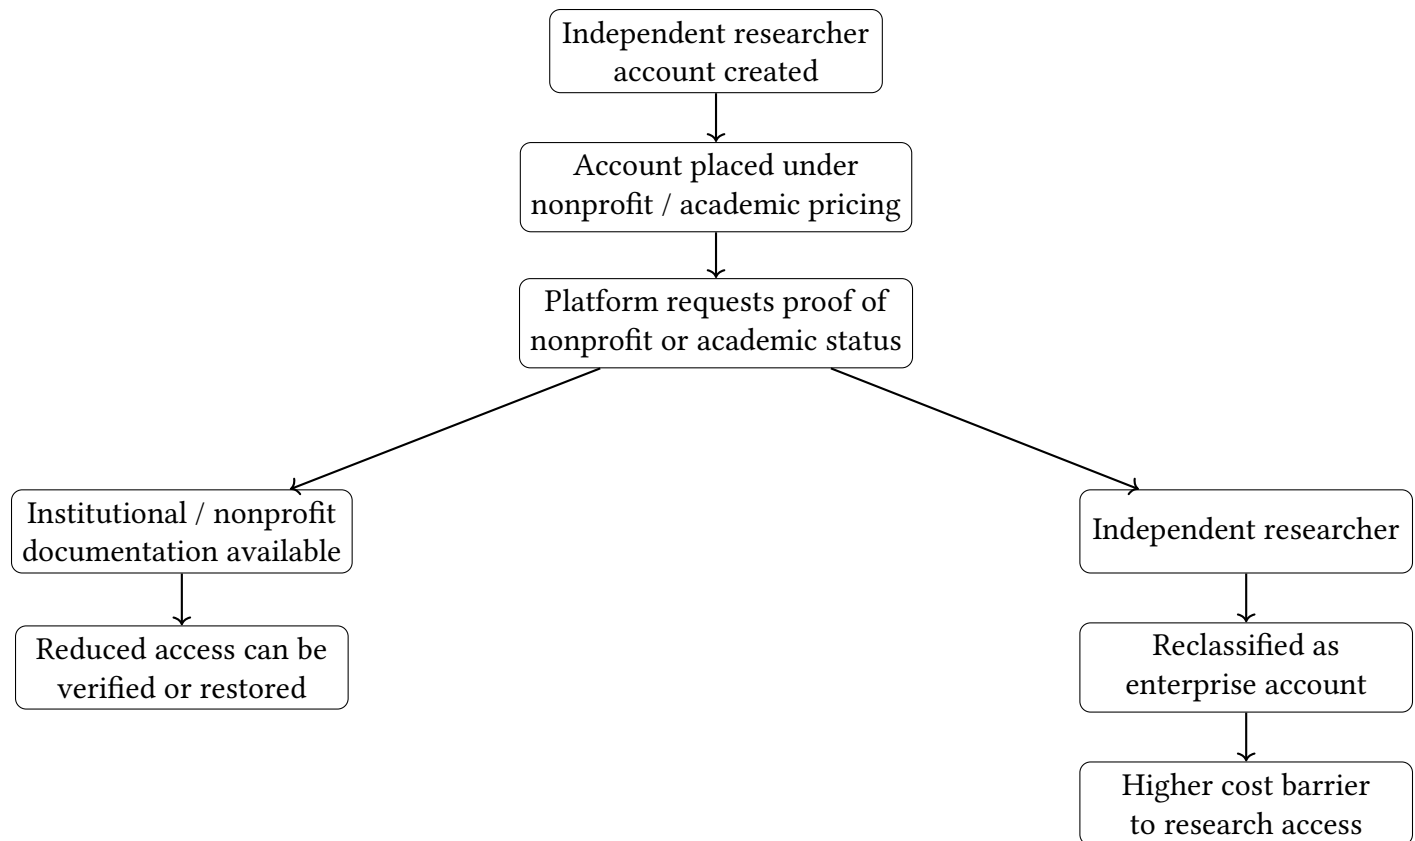 Independent researcher
account created
Account placed under
nonprofit / academic pricing
Platform requests proof of
nonprofit or academic status
Institutional / nonprofit
documentation available
Reduced access can be
verified or restored
Independent researcher
Reclassified as
enterprise account
Higher cost barrier
to research access